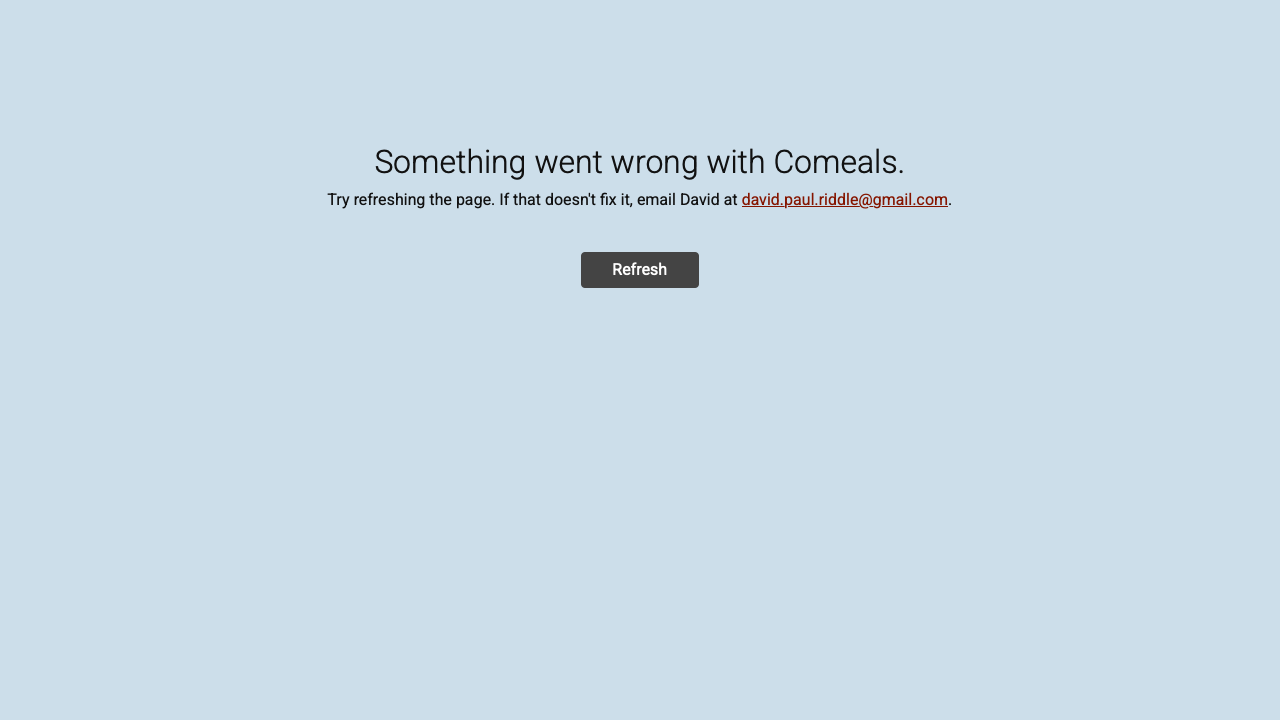 Something went wrong with Comeals.
Try refreshing the page. If that doesn't fix it, email David at david.paul.riddle@gmail.com.
Refresh